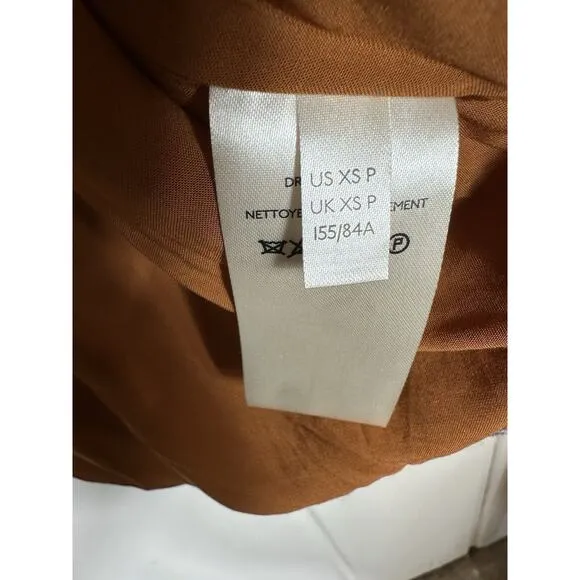 US XS P
UK XS P
155/84A
DR
NETTOYE EMENT
P